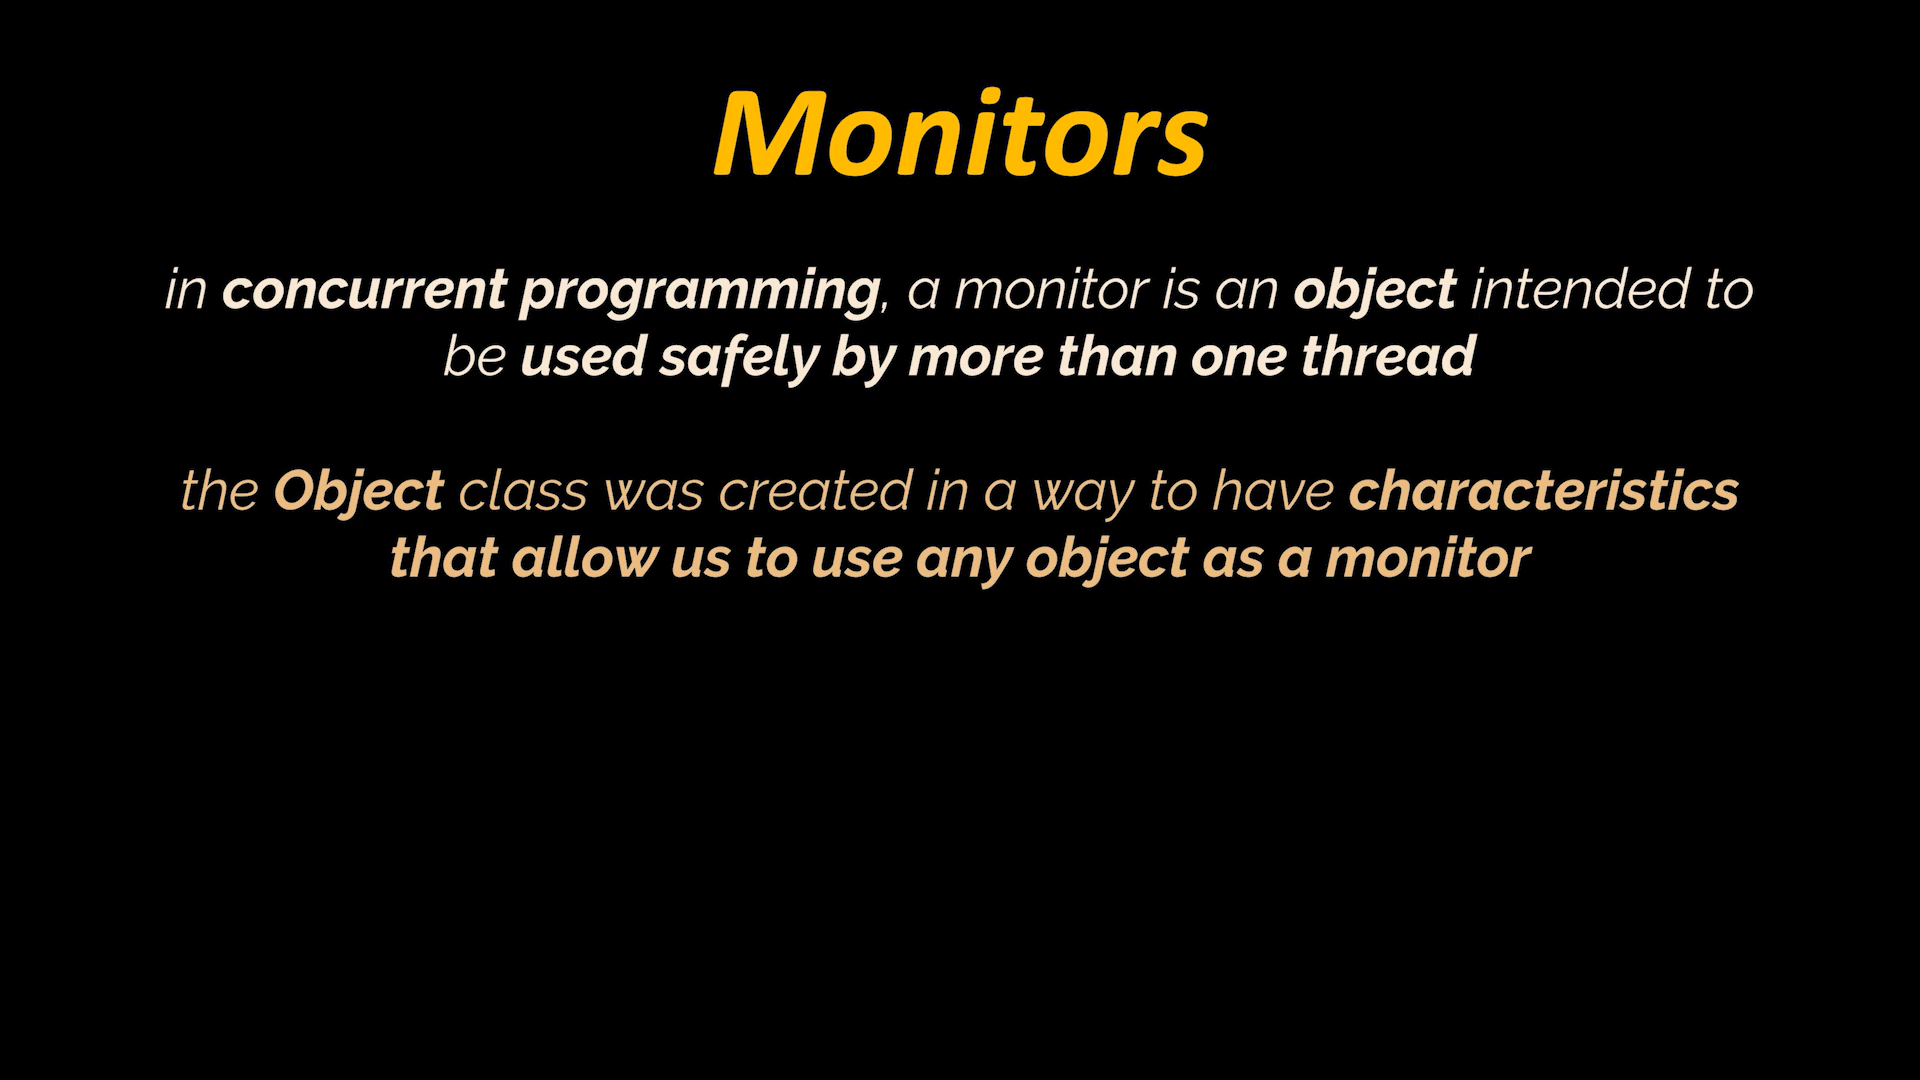 Monitors
in concurrent programming, a monitor is an object intended to
be used safely by more than one thread
the Object class was created in a way to have characteristics
that allow us to use any object as a monitor